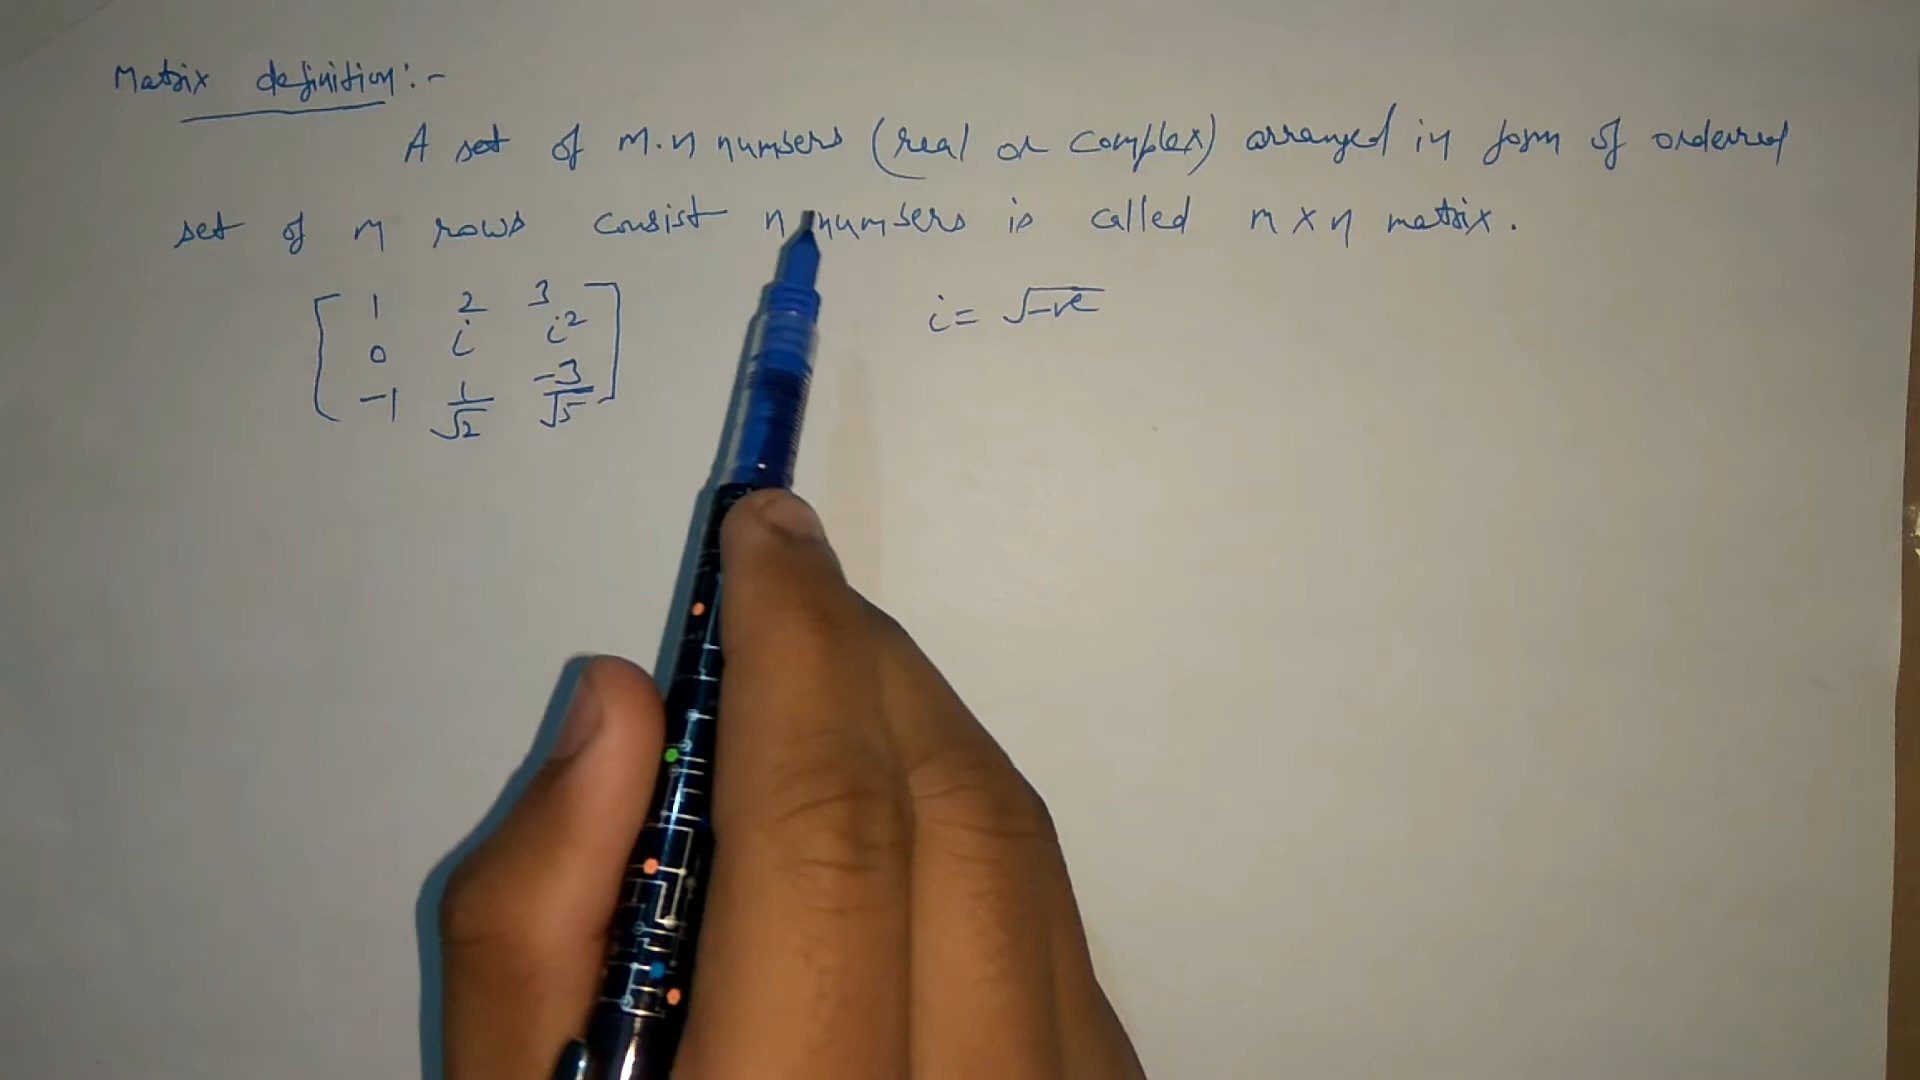 Matrix definition:-
A set of m.n numbers (real or complex) arranged in form of ordered
set of m rows consist n numbers is called m x n matrix.
[ 1 2 3
0 i i²
-1 1/√2 -3/√5 ]
i = √-ve